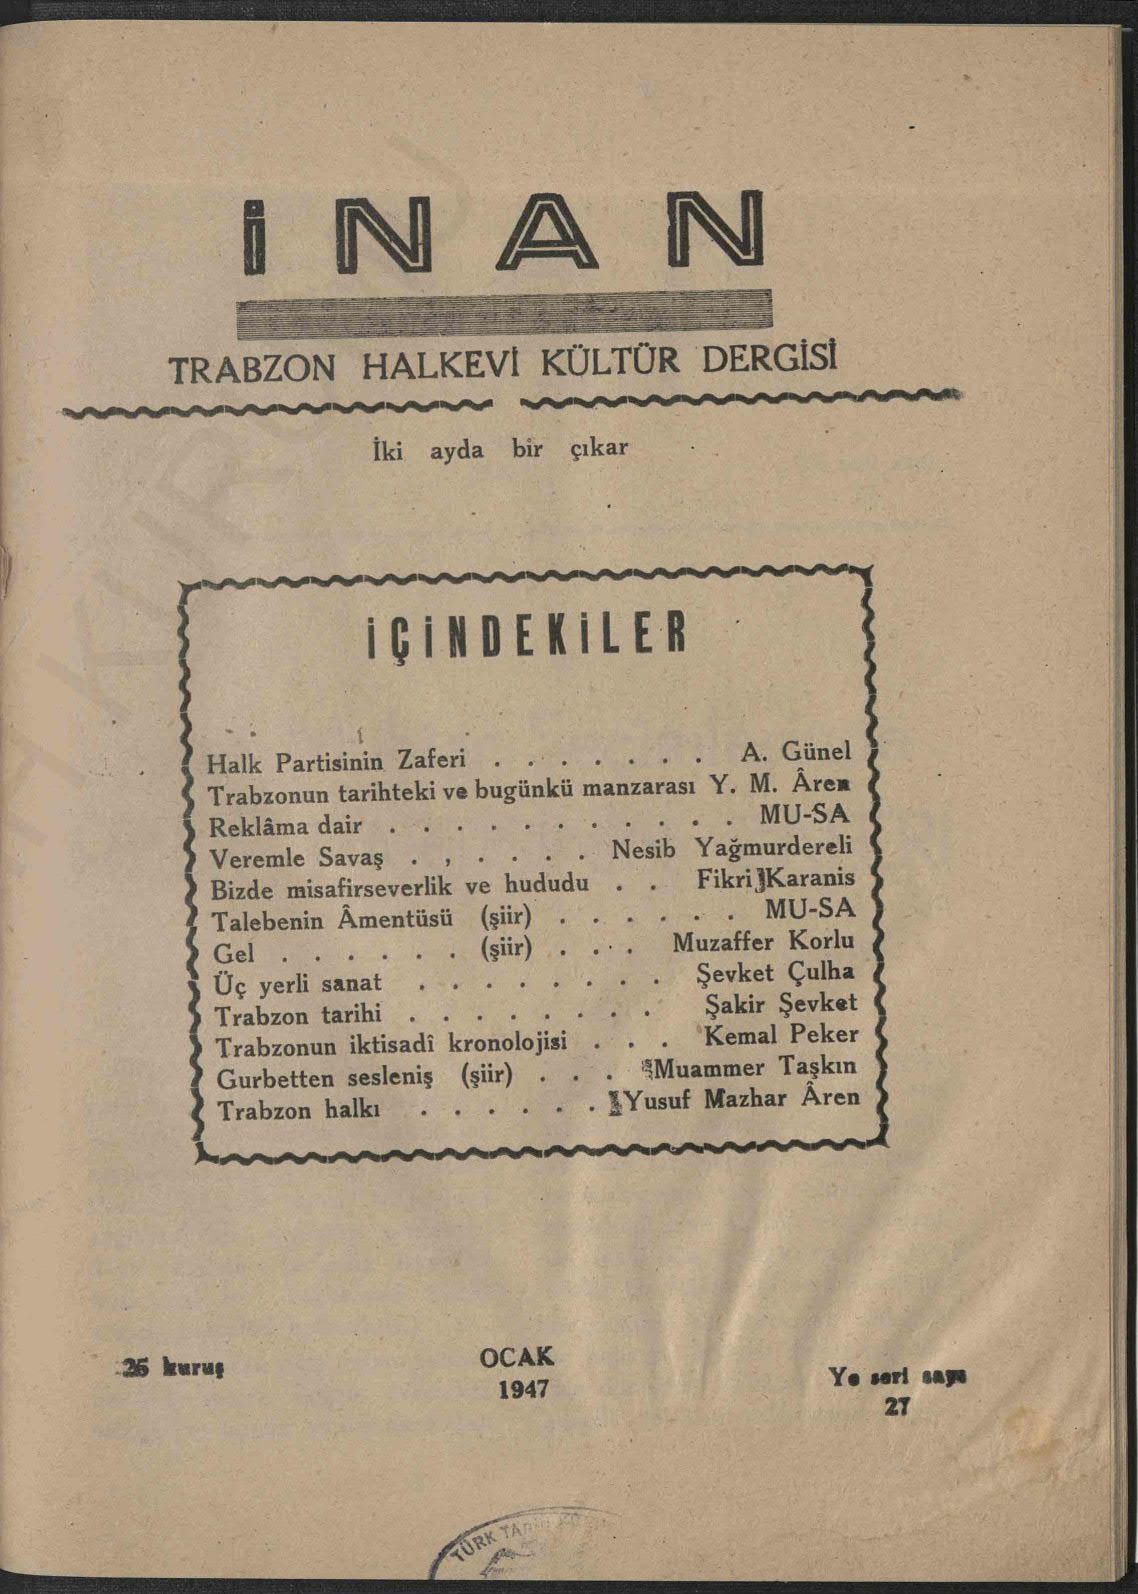 İNAN
TRABZON HALKEVİ KÜLTÜR DERGİSİ
İki ayda bir çıkar
İÇİNDEKİLER
Halk Partisinin Zaferi . . . . . . . A. Günel
Trabzonun tarihteki ve bugünkü manzarası Y. M. Âren
Reklâma dair . . . . . . . . . . . MU-SA
Veremle Savaş . , . . . . Nesib Yağmurdereli
Bizde misafirseverlik ve hududu . . Fikri Karanis
Talebenin Âmentüsü (şiir) . . . . . . MU-SA
Gel . . . . . . (şiir) . . . Muzaffer Korlu
Üç yerli sanat . . . . . . . . Şevket Çulha
Trabzon tarihi . . . . . . . . Şakir Şevket
Trabzonun iktisadî kronolojisi . . . Kemal Peker
Gurbetten sesleniş (şiir) . . . Muammer Taşkın
Trabzon halkı . . . . . . Yusuf Mazhar Âren
25 kuruş
OCAK
1947
Ye seri sayı
27
TÜRK